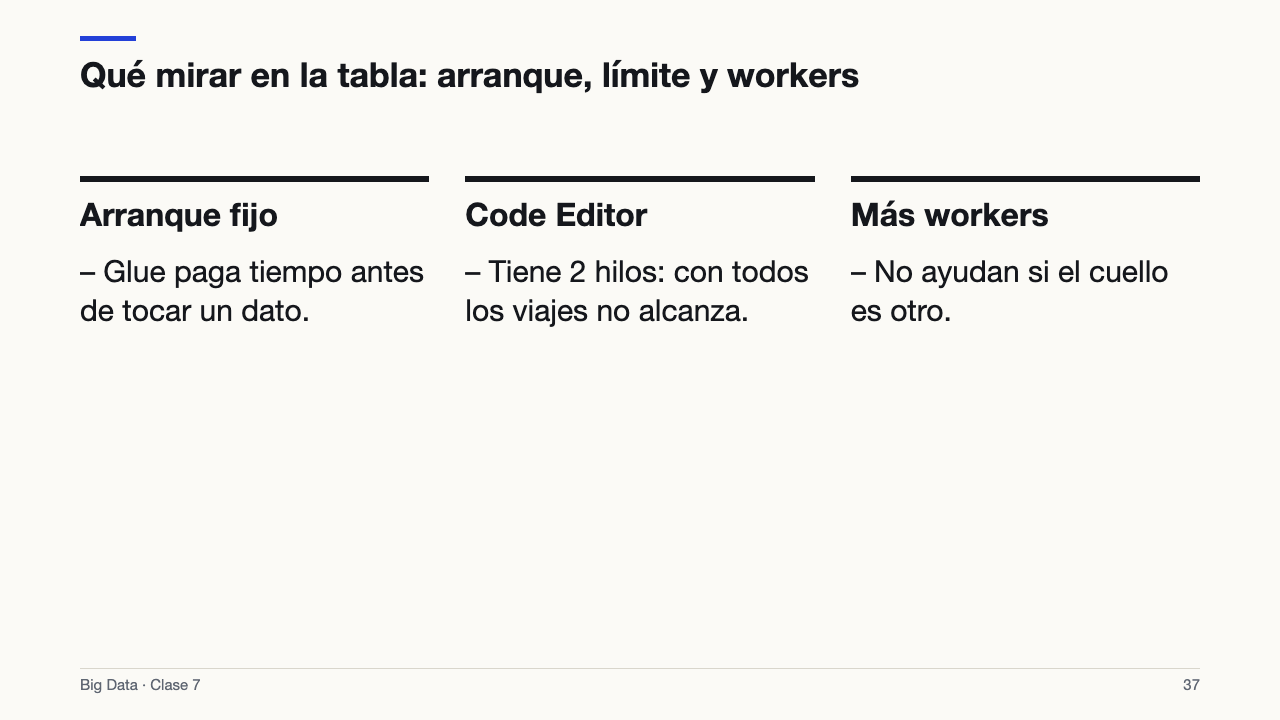 Qué mirar en la tabla: arranque, límite y workers
Arranque fijo
– Glue paga tiempo antes
de tocar un dato.
Code Editor
– Tiene 2 hilos: con todos
los viajes no alcanza.
Más workers
– No ayudan si el cuello
es otro.
Big Data · Clase 7
37